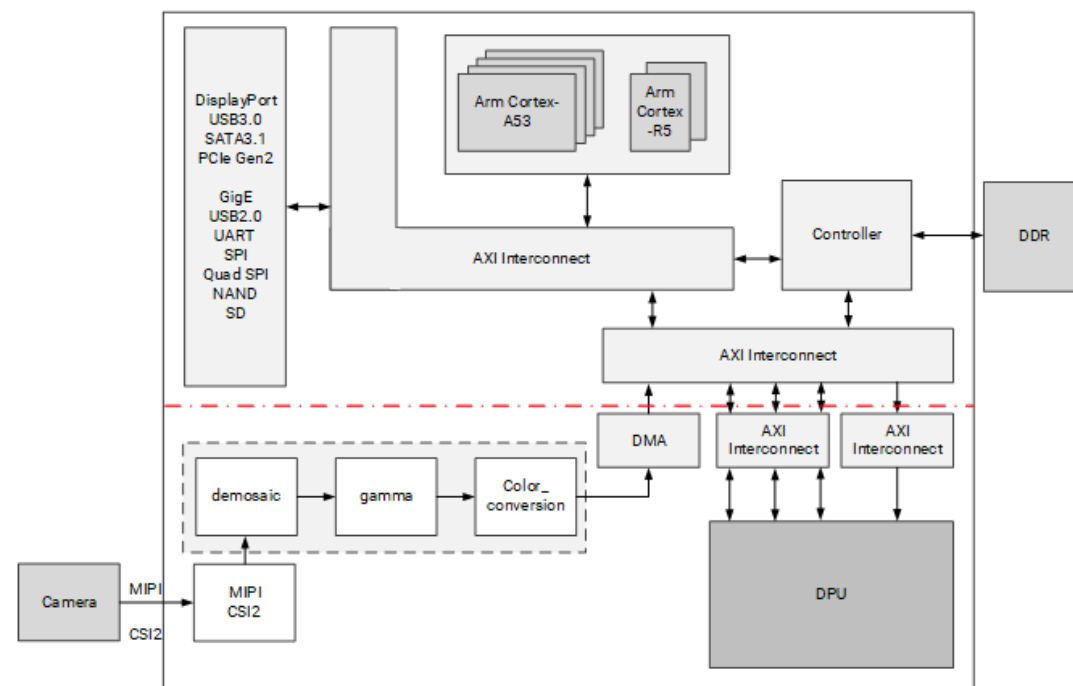 DisplayPort
USB3.0
SATA3.1
PCIe Gen2
GigE
USB2.0
UART
SPI
Quad SPI
NAND
SD
Arm Cortex-
A53
Arm
Cortex
-R5
AXI Interconnect
Controller
DDR
AXI Interconnect
DMA
AXI
Interconnect
AXI
Interconnect
demosaic
gamma
Color_
conversion
Camera
MIPI
CSI2
MIPI
CSI2
DPU